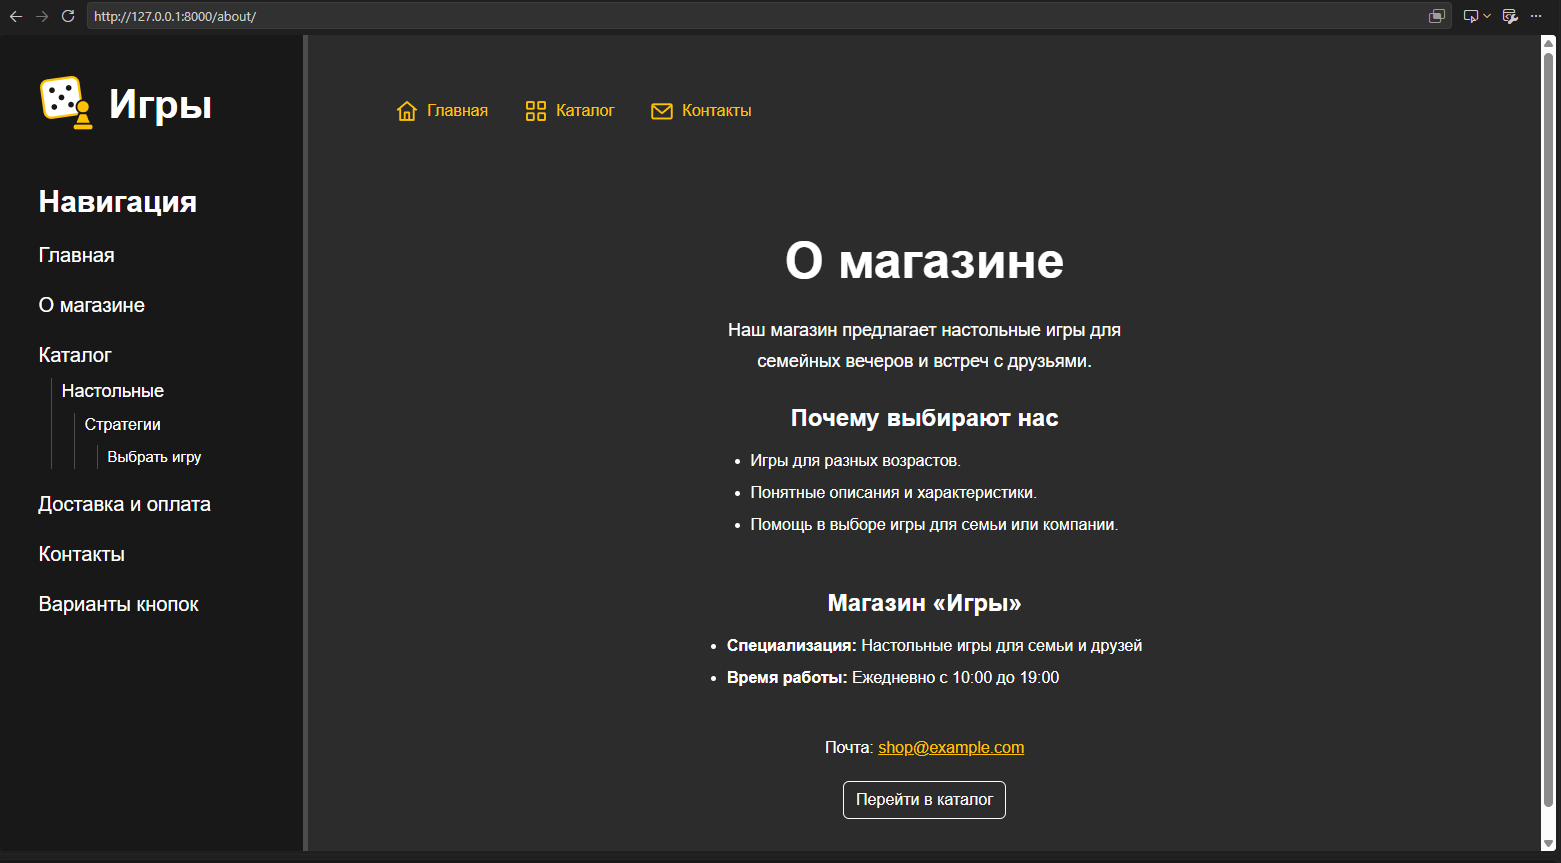 http://127.0.0.1:8000/about/
Игры
Навигация
Главная
О магазине
Каталог
Настольные
Стратегии
Выбрать игру
Доставка и оплата
Контакты
Варианты кнопок
Главная
Каталог
Контакты
О магазине
Наш магазин предлагает настольные игры для
семейных вечеров и встреч с друзьями.
Почему выбирают нас
Игры для разных возрастов.
Понятные описания и характеристики.
Помощь в выборе игры для семьи или компании.
Магазин «Игры»
Специализация: Настольные игры для семьи и друзей
Время работы: Ежедневно с 10:00 до 19:00
Почта: shop@example.com
Перейти в каталог